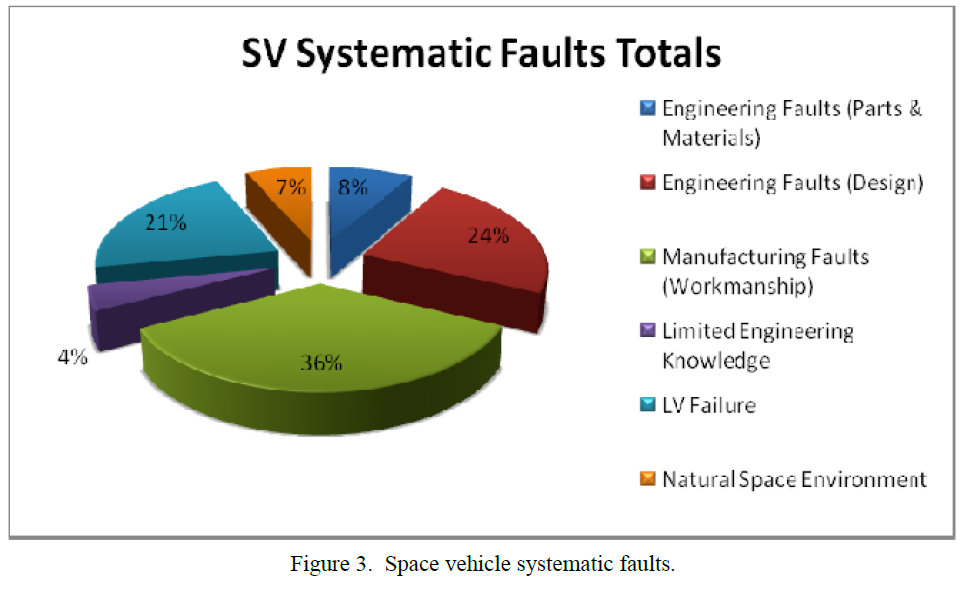 SV Systematic Faults Totals
7%
8%
21%
24%
4%
36%
Engineering Faults (Parts &
Materials)
Engineering Faults (Design)
Manufacturing Faults
(Workmanship)
Limited Engineering
Knowledge
LV Failure
Natural Space Environment
Figure 3.  Space vehicle systematic faults.